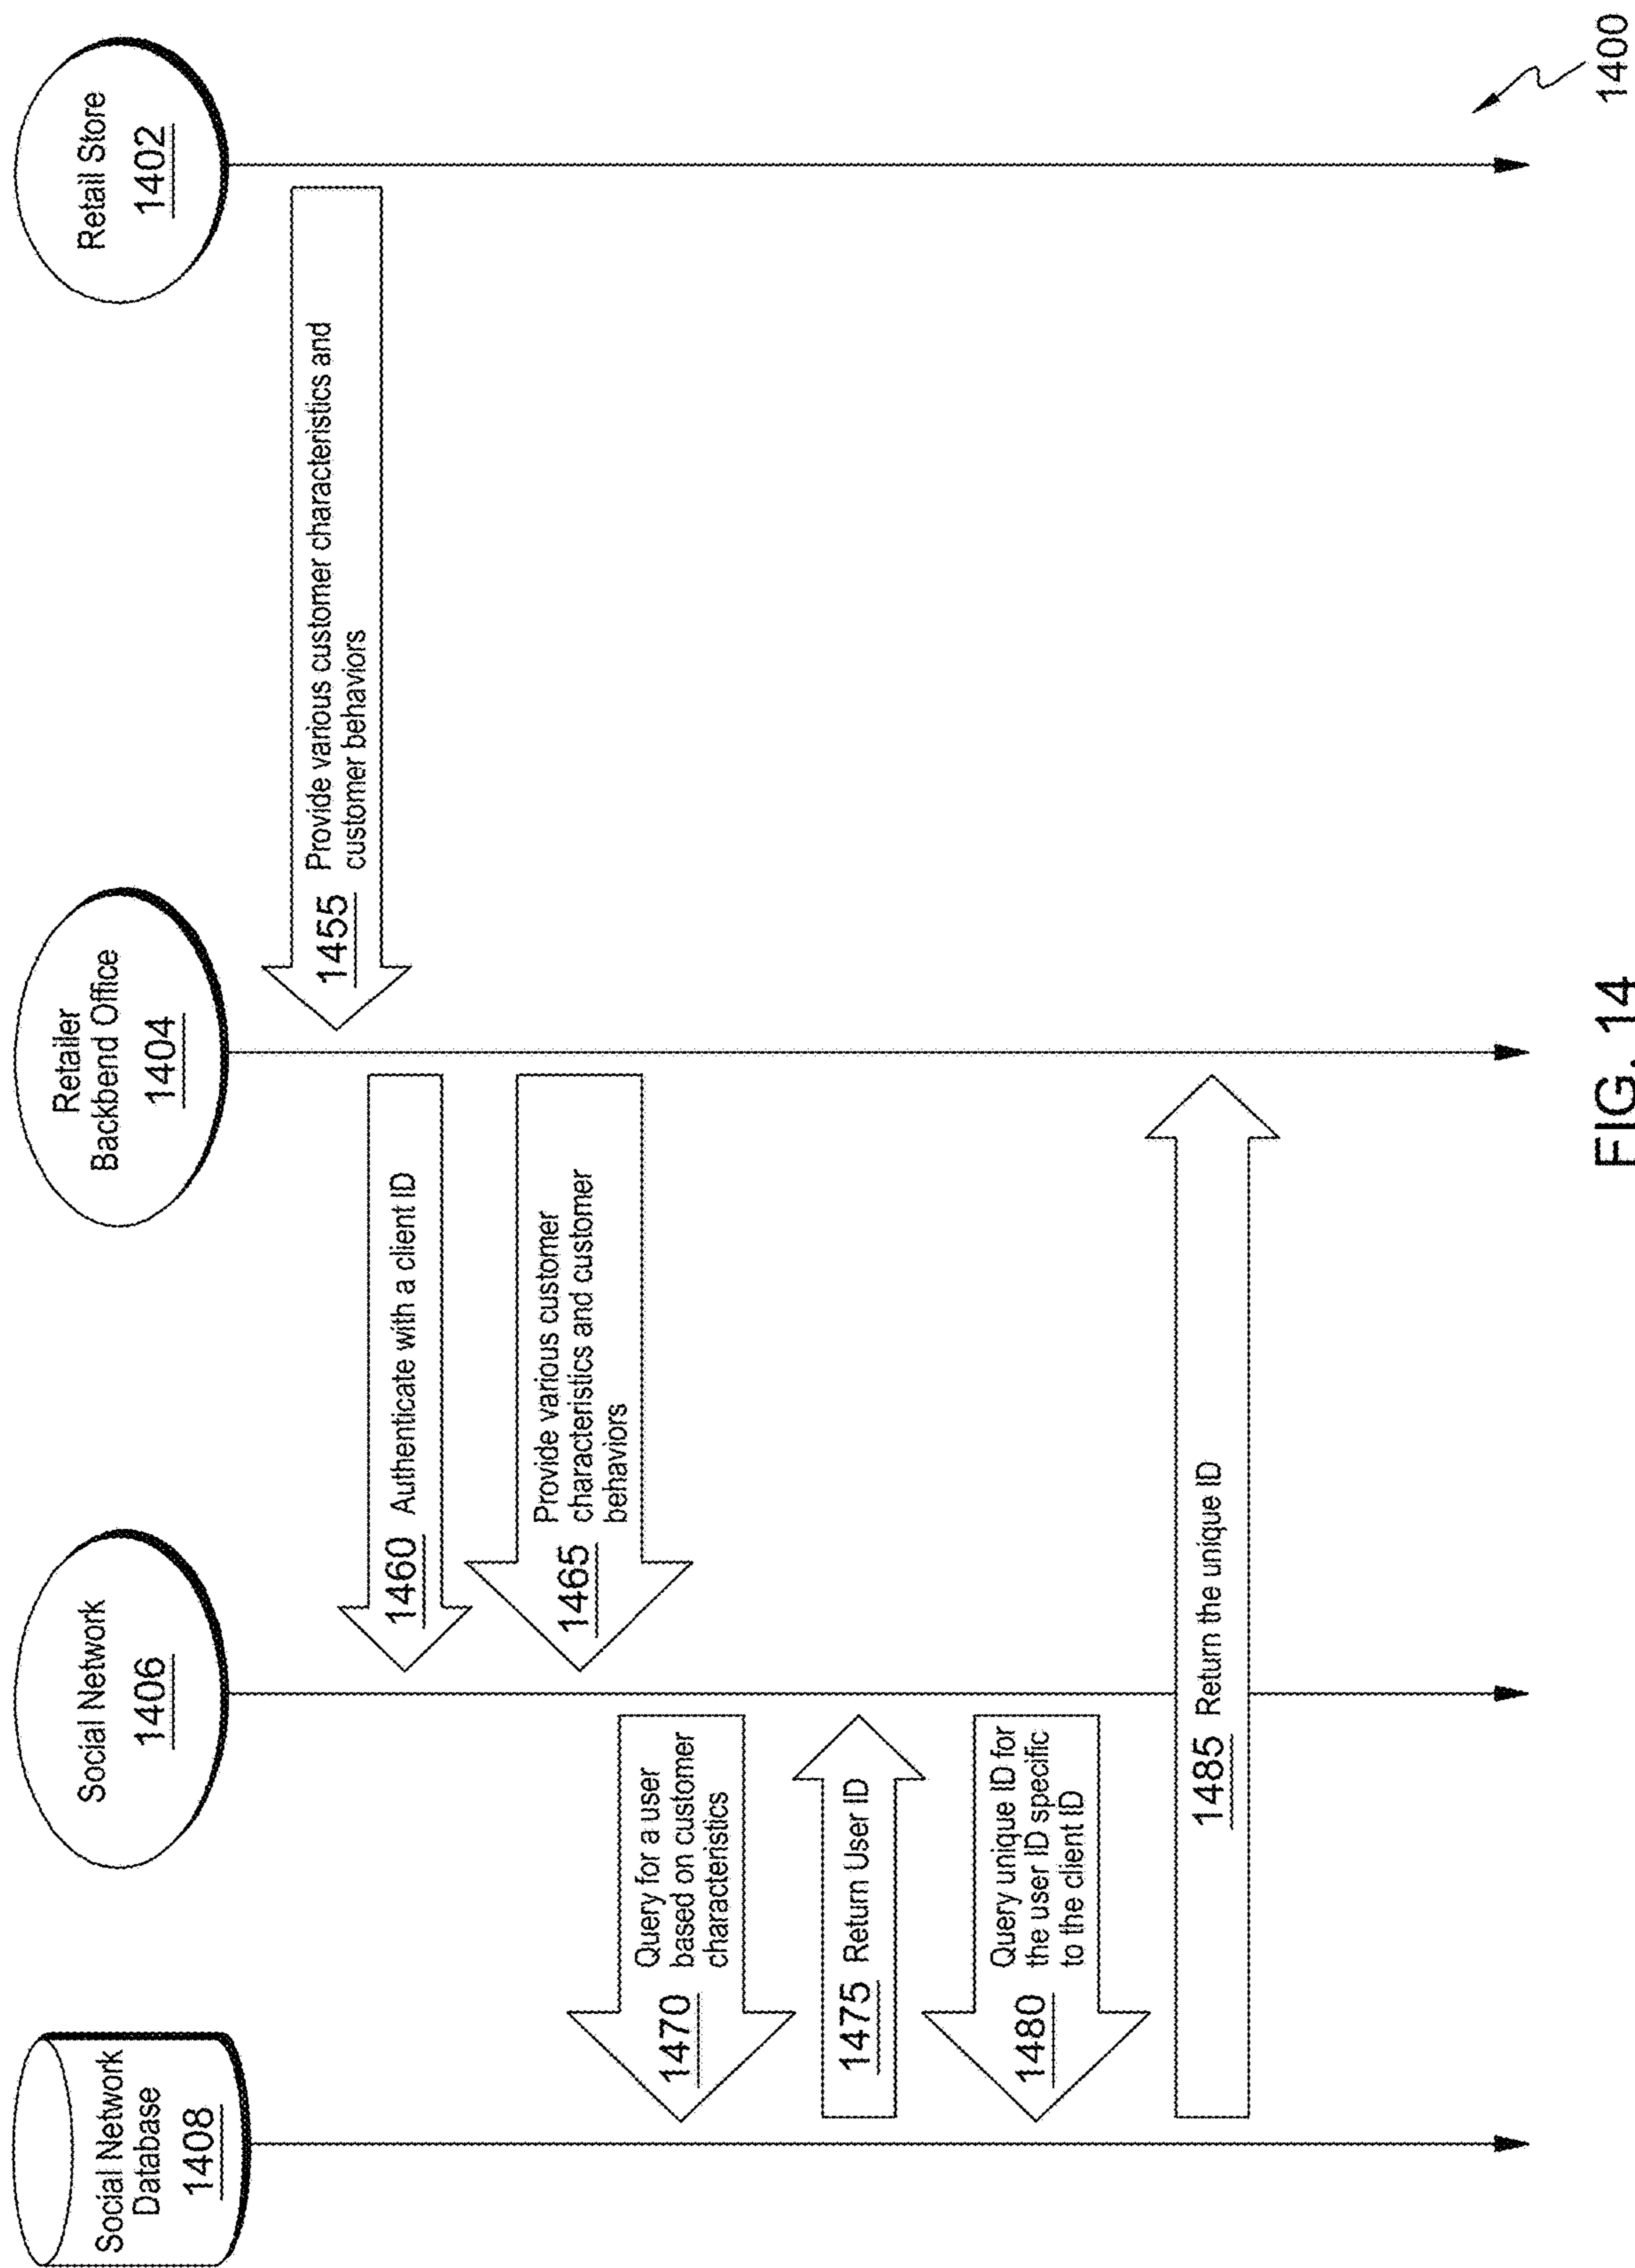 Social Network
Database
1408
Social Network
1406
Retailer
Backbend Office
1404
Retail Store
1402
1455 Provide various customer characteristics and
customer behaviors
1460 Authenticate with a client ID
1465 Provide various customer
characteristics and customer
behaviors
1470 Query for a user
based on customer
characteristics
1475 Return User ID
1480 Query unique ID for
the user ID specific
to the client ID
1485 Return the unique ID
1400
FIG. 14